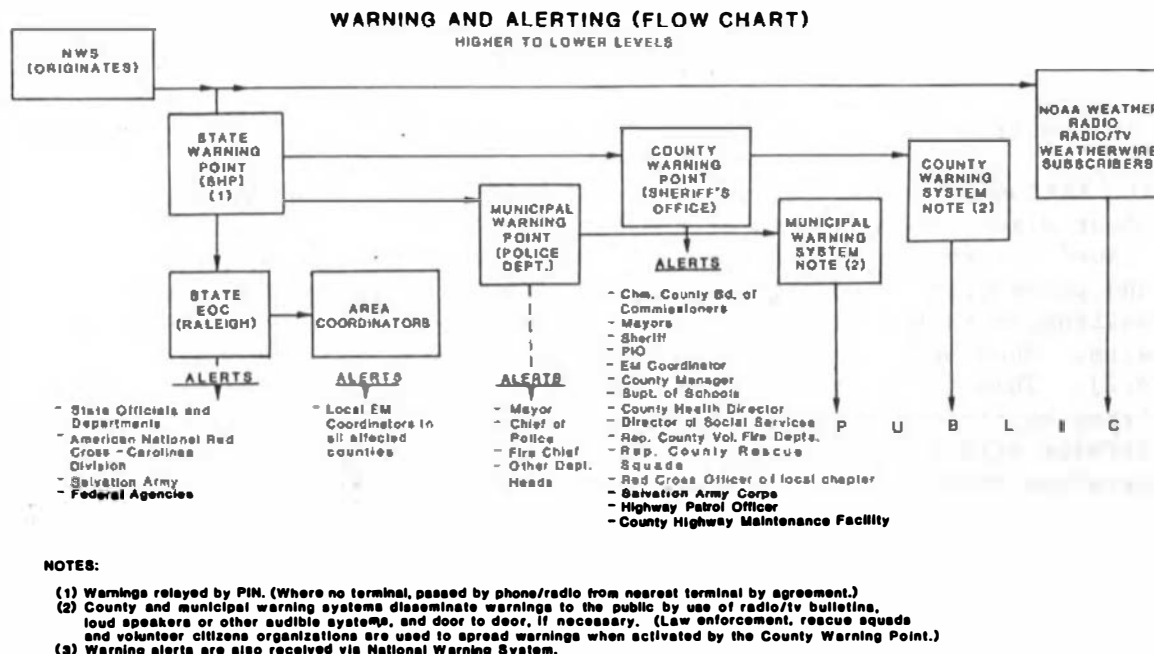 WARNING AND ALERTING (FLOW CHART)
HIGHER TO LOWER LEVELS
NWS
(ORIGINATES)
NOAA WEATHER
RADIO
RADIO/TV
WEATHERWIRE
SUBSCRIBERS
STATE
WARNING
POINT
(SHP)
(1)
COUNTY
WARNING
POINT
(SHERIFF'S
OFFICE)
COUNTY
WARNING
SYSTEM
NOTE (2)
MUNICIPAL
WARNING
POINT
(POLICE
DEPT.)
MUNICIPAL
WARNING
SYSTEM
NOTE (2)
STATE
EOC
(RALEIGH)
AREA
COORDINATORS
ALERTS
- State Officials and
Departments
- American National Red
Cross - Carolinas
Division
- Salvation Army
- Federal Agencies
ALERTS
- Local EM
Coordinators in
all affected
counties
ALERTS
- Mayor
- Chief of
Police
- Fire Chief
- Other Dept.
Heads
ALERTS
- Chm. County Bd. of
Commissioners
- Mayors
- Sheriff
- PIO
- EM Coordinator
- County Manager
- Supt. of Schools
- County Health Director
- Director of Social Services
- Rep. County Vol. Fire Depts.
- Rep. County Rescue
Squads
- Red Cross Officer of local chapter
- Salvation Army Corps
- Highway Patrol Officer
- County Highway Maintenance Facility
P U B L I C
NOTES:
(1) Warnings relayed by PIN. (Where no terminal, passed by phone/radio from nearest terminal by agreement.)
(2) County and municipal warning systems disseminate warnings to the public by use of radio/tv bulletins,
loud speakers or other audible systems, and door to door, if necessary. (Law enforcement, rescue squads
and volunteer citizens organizations are used to spread warnings when activated by the County Warning Point.)
(3) Warning alerts are also received via National Warning System.